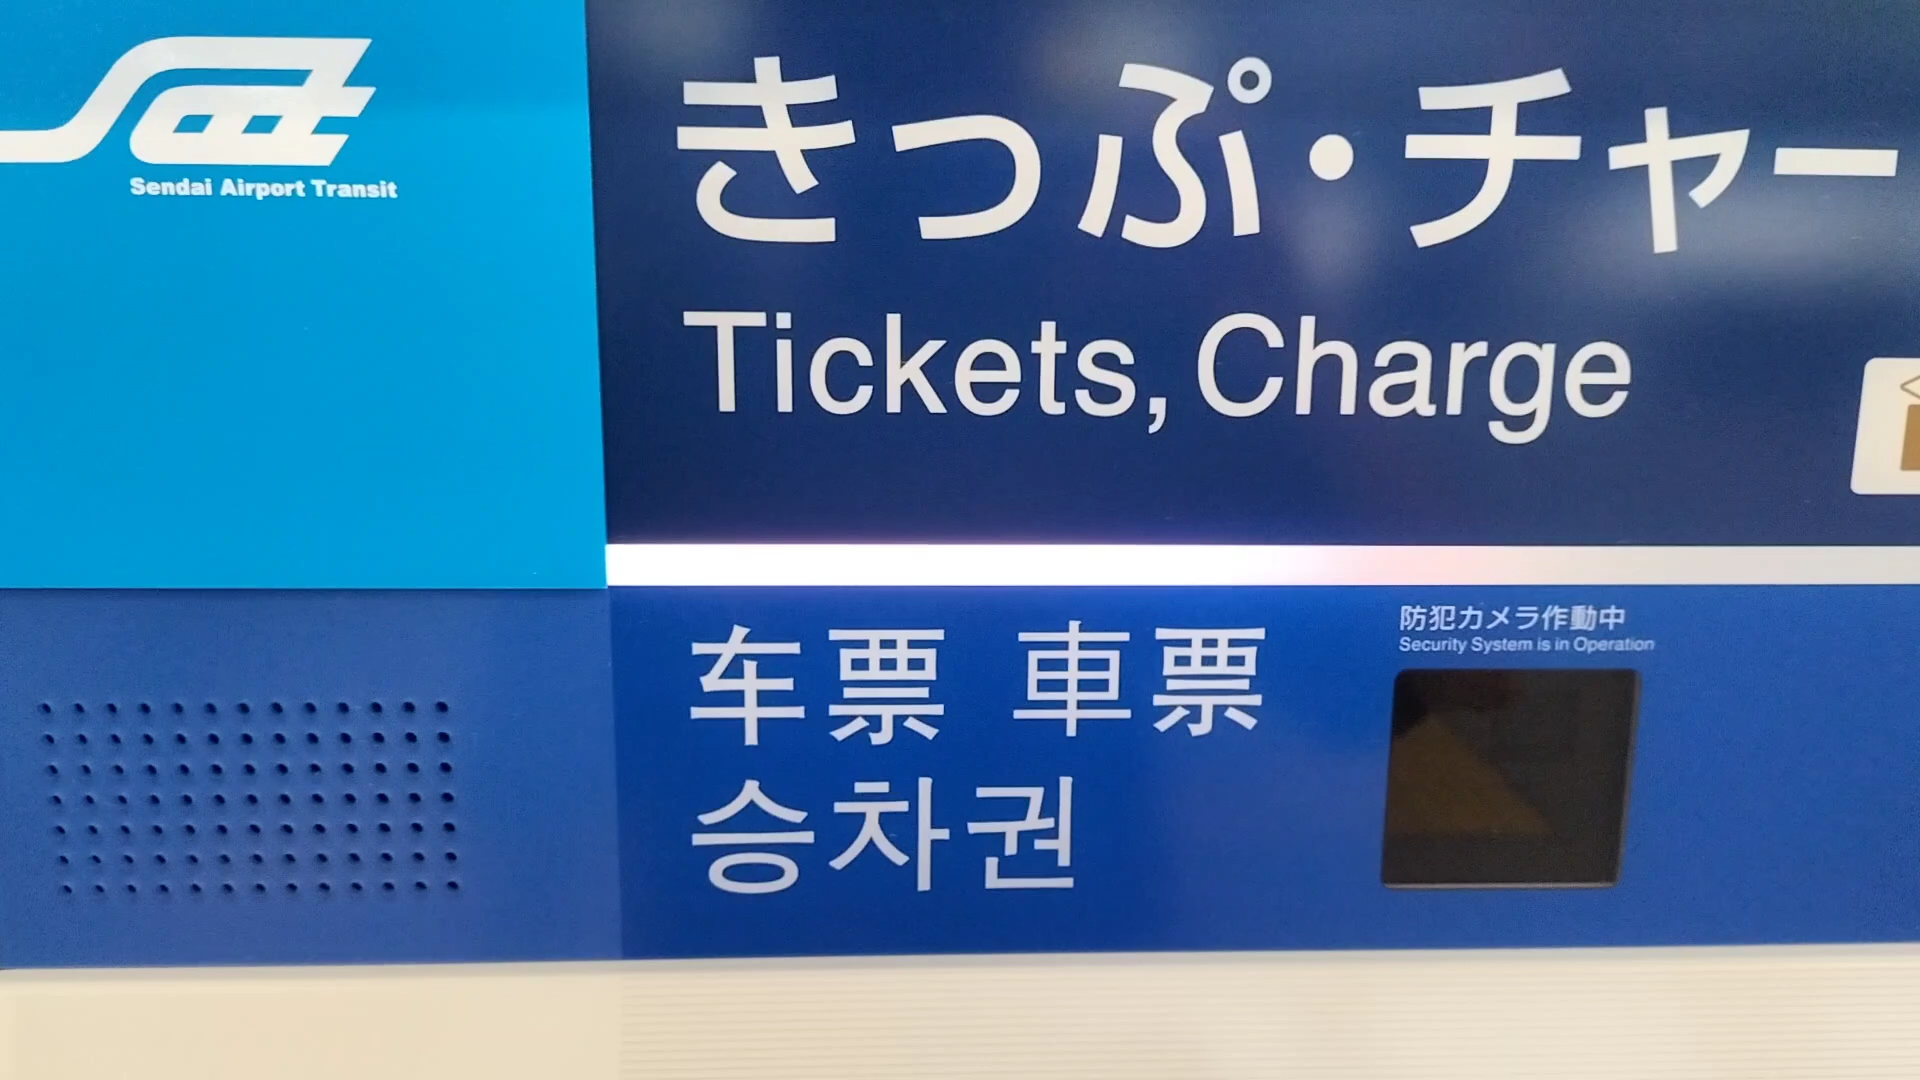 Sat
Sendai Airport Transit
きっぷ・チャー
Tickets, Charge
防犯カメラ作動中
Security System is in Operation
车票 車票
승차권